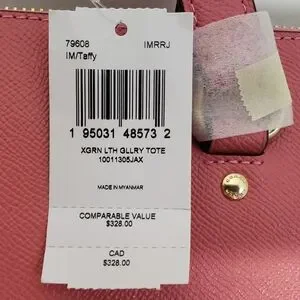 79608 IMRRJ
IM/Taffy
1 95031 48573 2
XGRN LTH GLLRY TOTE
10011305JAX
MADE IN MYANMAR
COMPARABLE VALUE
$328.00
CAD
$328.00